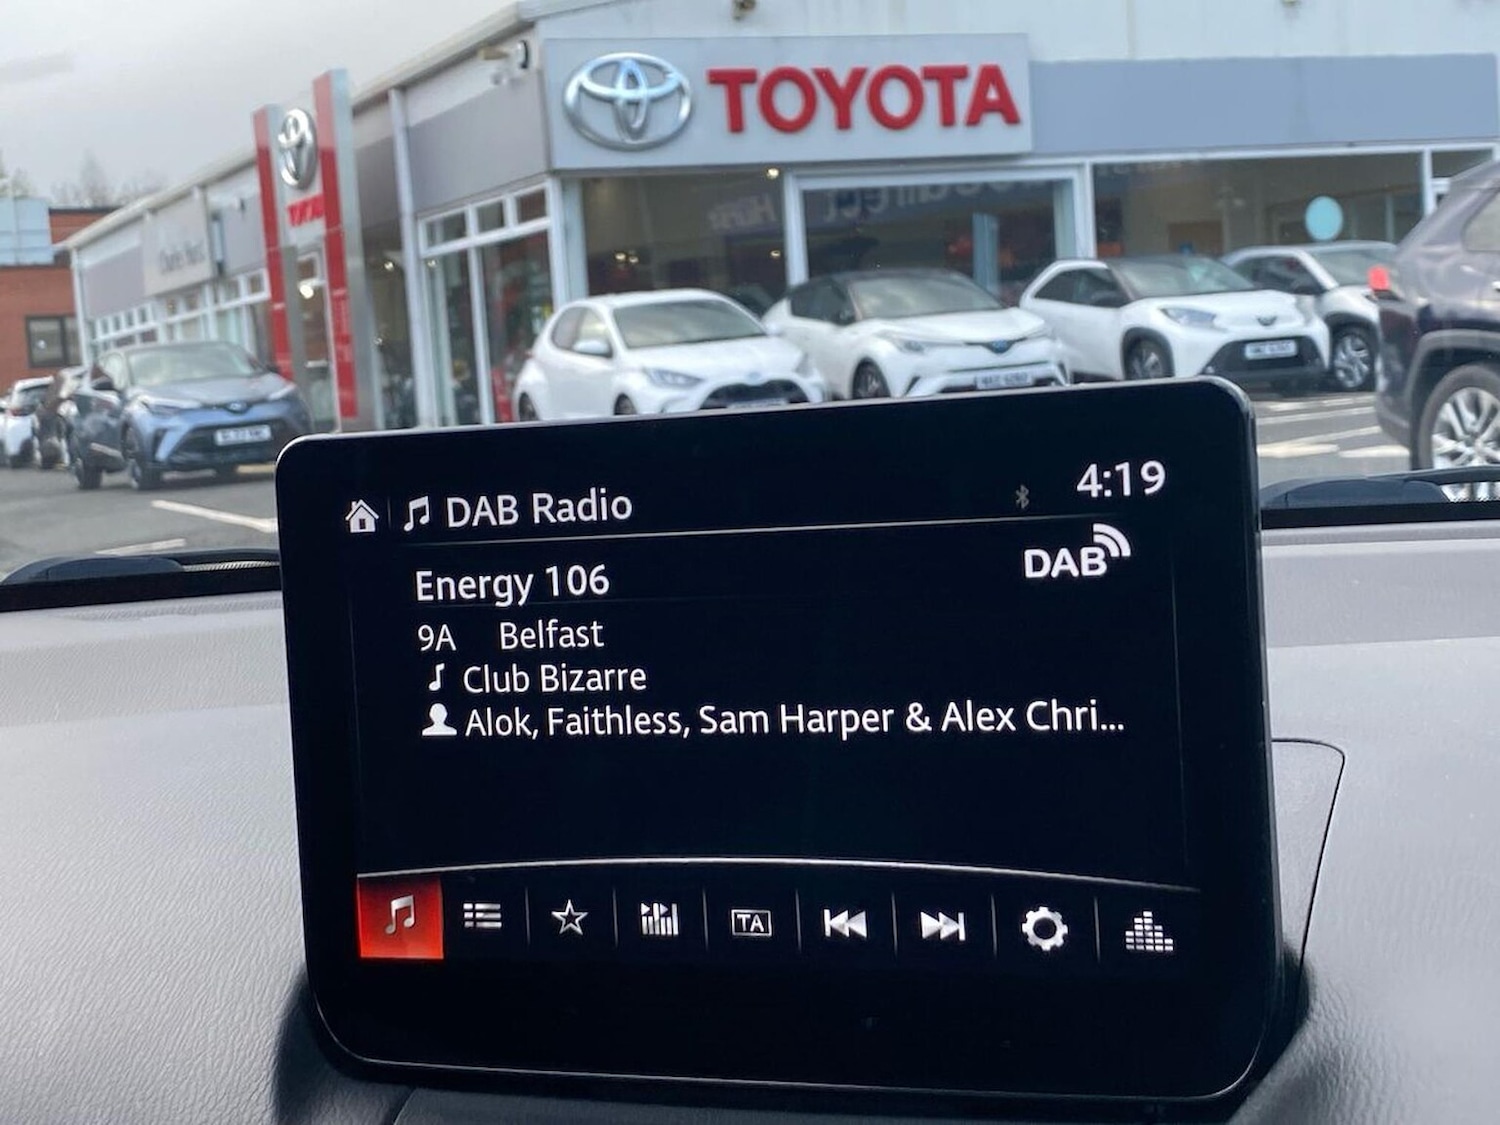 TOYOTA
DAB Radio
4:19
Energy 106
DAB
9A Belfast
Club Bizarre
Alok, Faithless, Sam Harper & Alex Chri...
TA